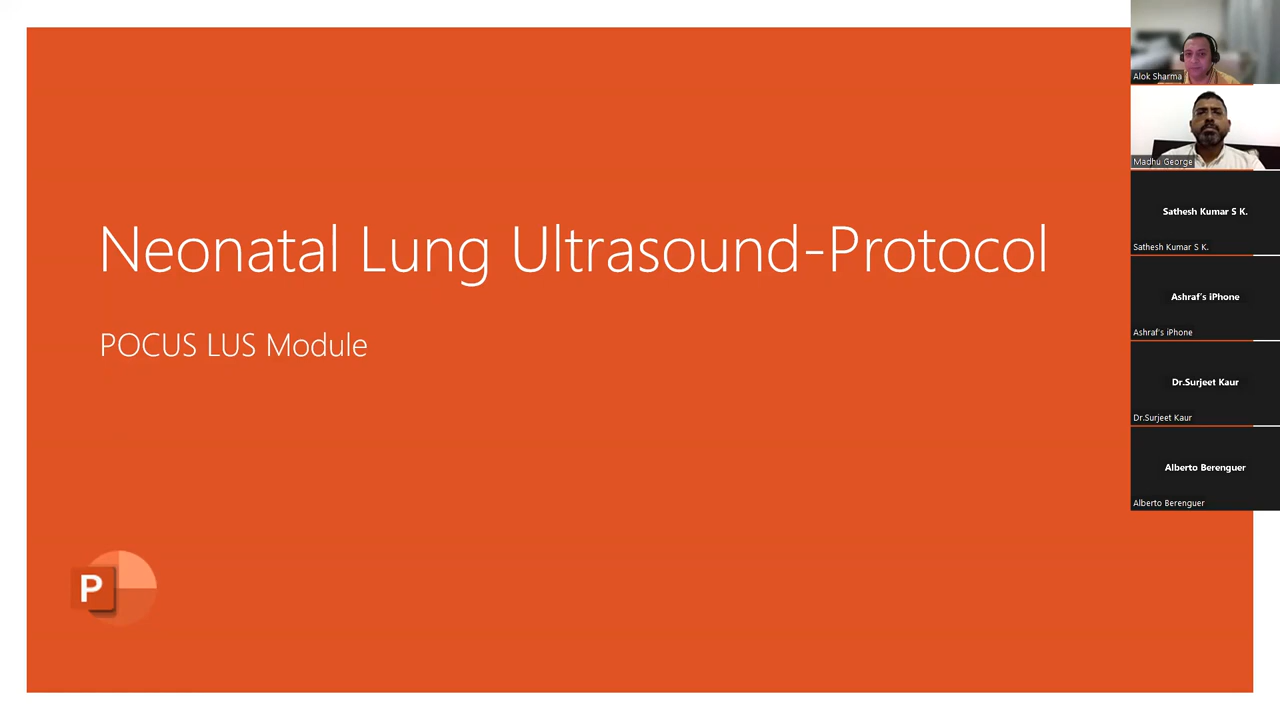 Neonatal Lung Ultrasound-Protocol
POCUS LUS Module
P
Alok Sharma
Madhu George
Sathesh Kumar S K.
Sathesh Kumar S K.
Ashraf's iPhone
Ashraf's iPhone
Dr.Surjeet Kaur
Dr.Surjeet Kaur
Alberto Berenguer
Alberto Berenguer